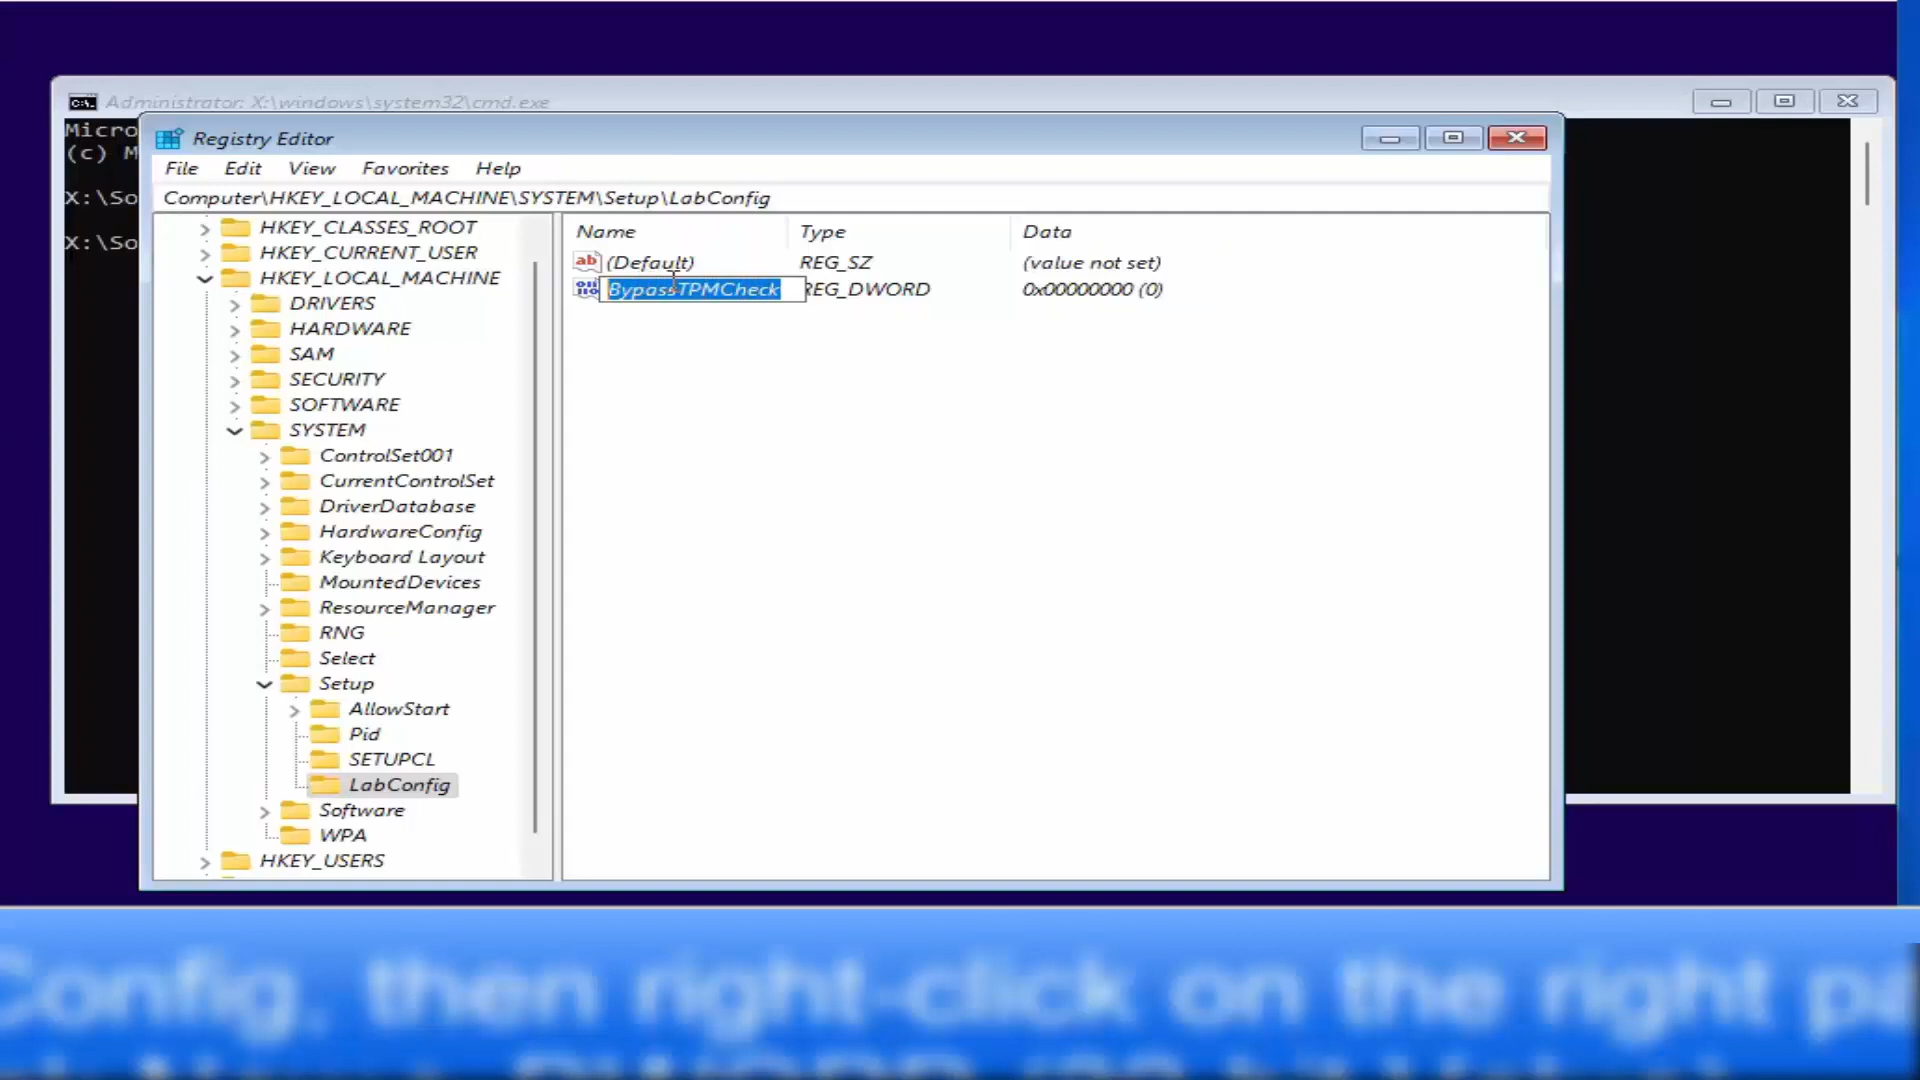 Administrator: X:\windows\system32\cmd.exe
Micro
(c) M
X:\So
X:\So
Registry Editor
File Edit View Favorites Help
Computer\HKEY_LOCAL_MACHINE\SYSTEM\Setup\LabConfig
HKEY_CLASSES_ROOT
HKEY_CURRENT_USER
HKEY_LOCAL_MACHINE
DRIVERS
HARDWARE
SAM
SECURITY
SOFTWARE
SYSTEM
ControlSet001
CurrentControlSet
DriverDatabase
HardwareConfig
Keyboard Layout
MountedDevices
ResourceManager
RNG
Select
Setup
AllowStart
Pid
SETUPCL
LabConfig
Software
WPA
HKEY_USERS
Name Type Data
(Default) REG_SZ (value not set)
BypassTPMCheck REG_DWORD 0x00000000 (0)
Config, then right-click on the right pa